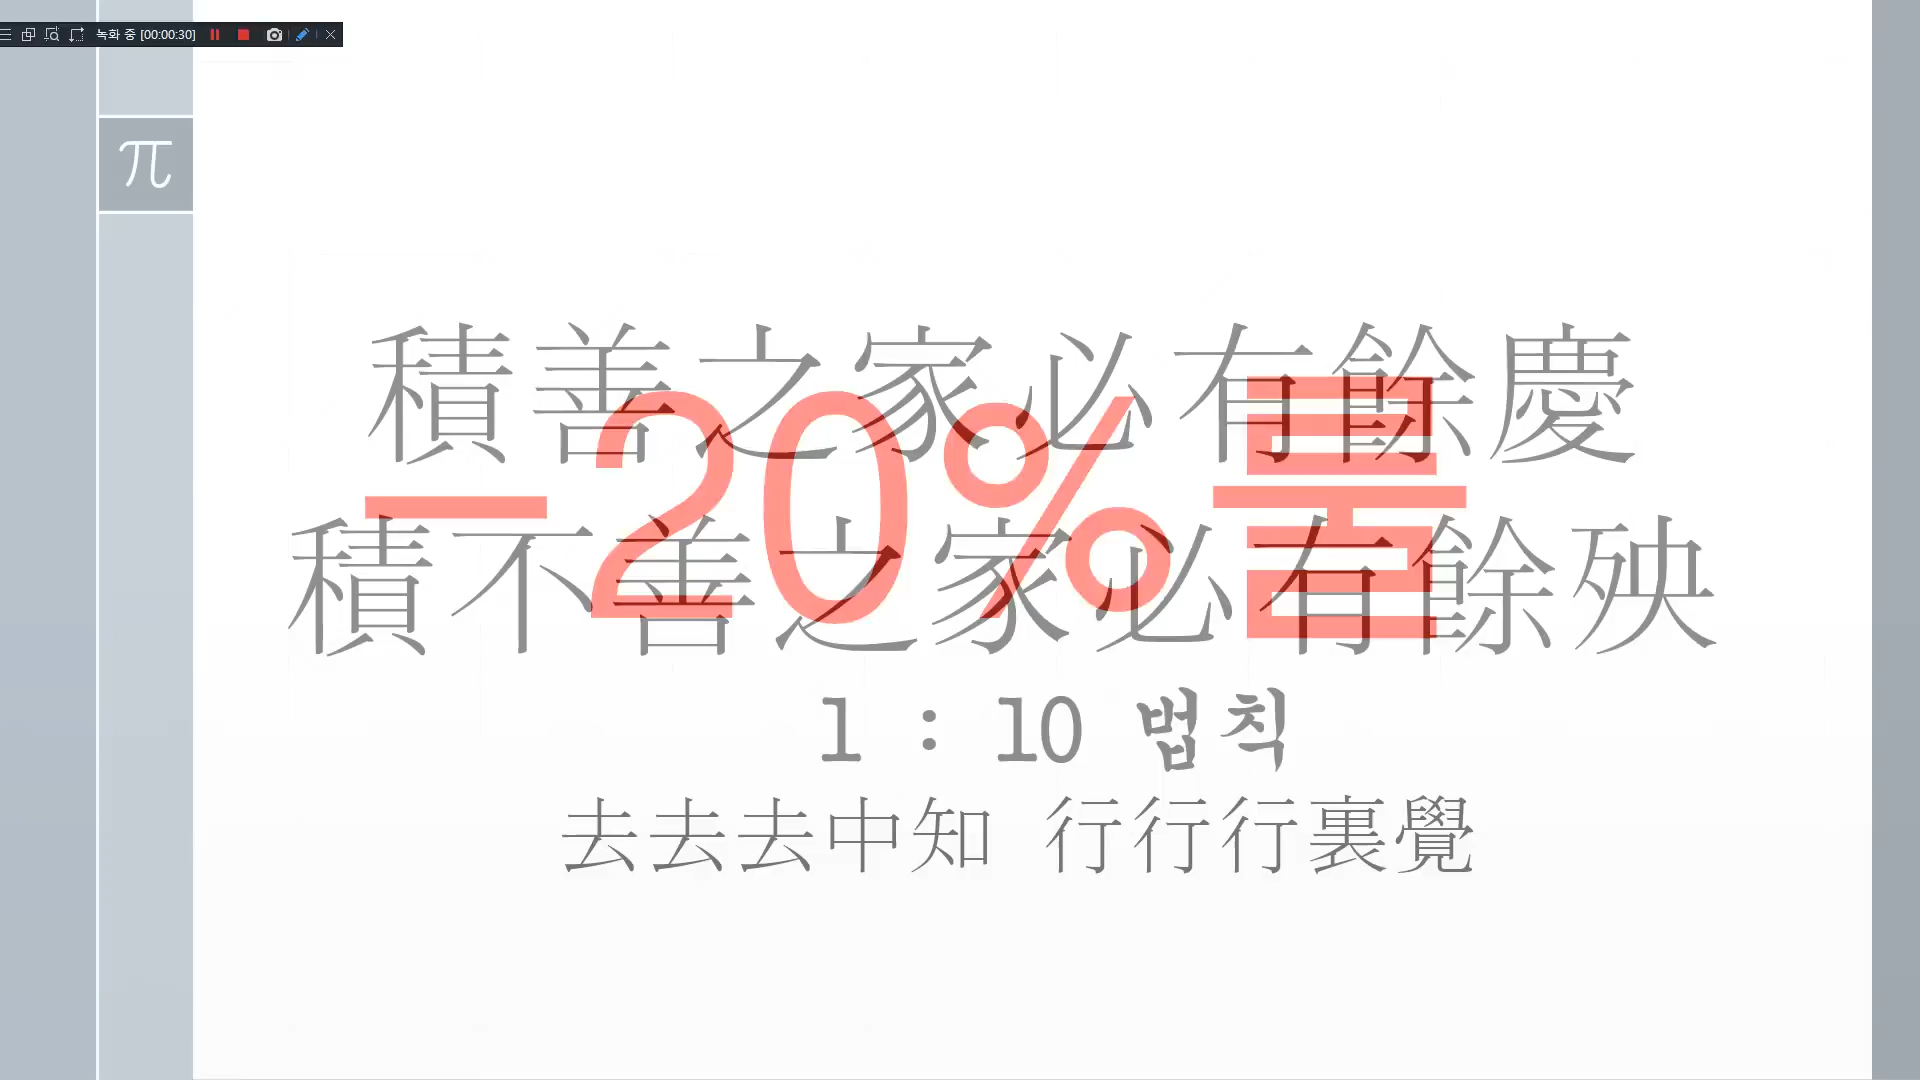 녹화 중 [00:00:30]
π
積善之家必有餘慶
-20%룰
積不善之家必有餘殃
1 : 10 법칙
去去去中知 行行行裏覺